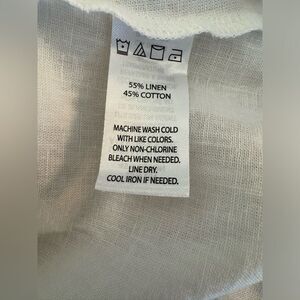 55% LINEN
45% COTTON
MACHINE WASH COLD
WITH LIKE COLORS.
ONLY NON-CHLORINE
BLEACH WHEN NEEDED.
LINE DRY.
COOL IRON IF NEEDED.